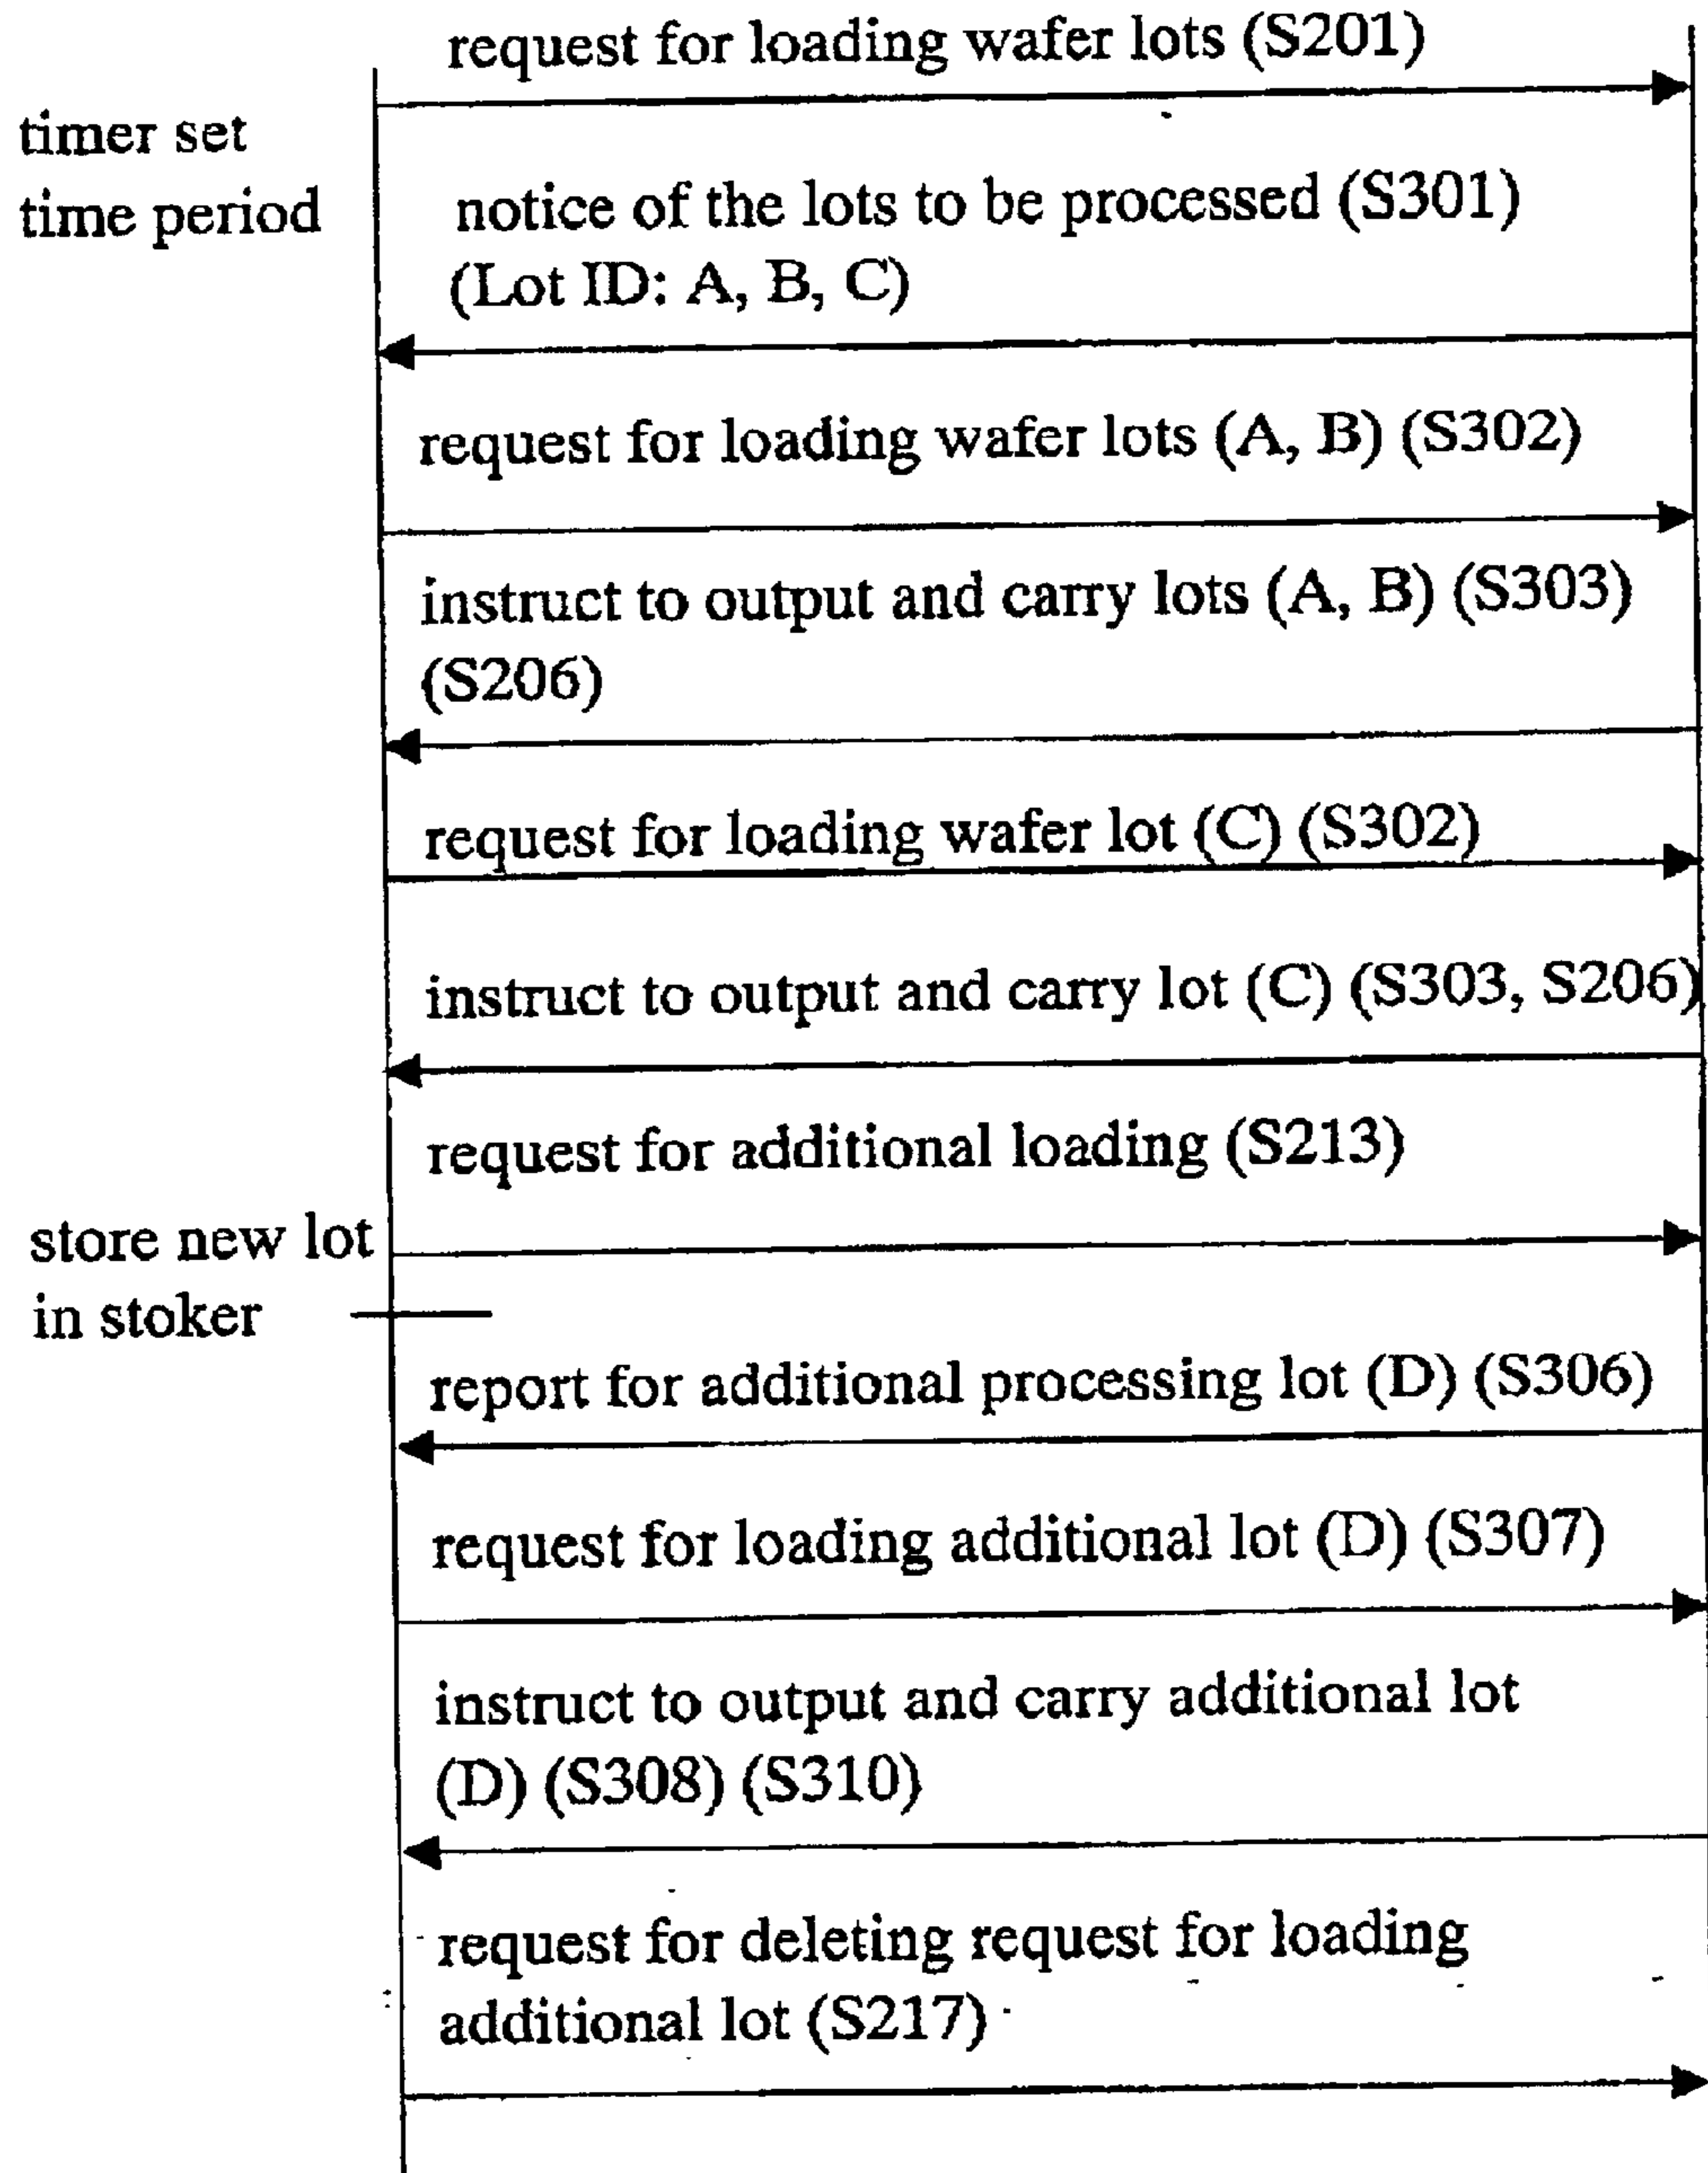 request for loading wafer lots (S201)
timer set
time period
notice of the lots to be processed (S301)
(Lot ID: A, B, C)
request for loading wafer lots (A, B) (S302)
instruct to output and carry lots (A, B) (S303)
(S206)
request for loading wafer lot (C) (S302)
instruct to output and carry lot (C) (S303, S206)
request for additional loading (S213)
store new lot
in stoker
report for additional processing lot (D) (S306)
request for loading additional lot (D) (S307)
instruct to output and carry additional lot
(D) (S308) (S310)
request for deleting request for loading
additional lot (S217)